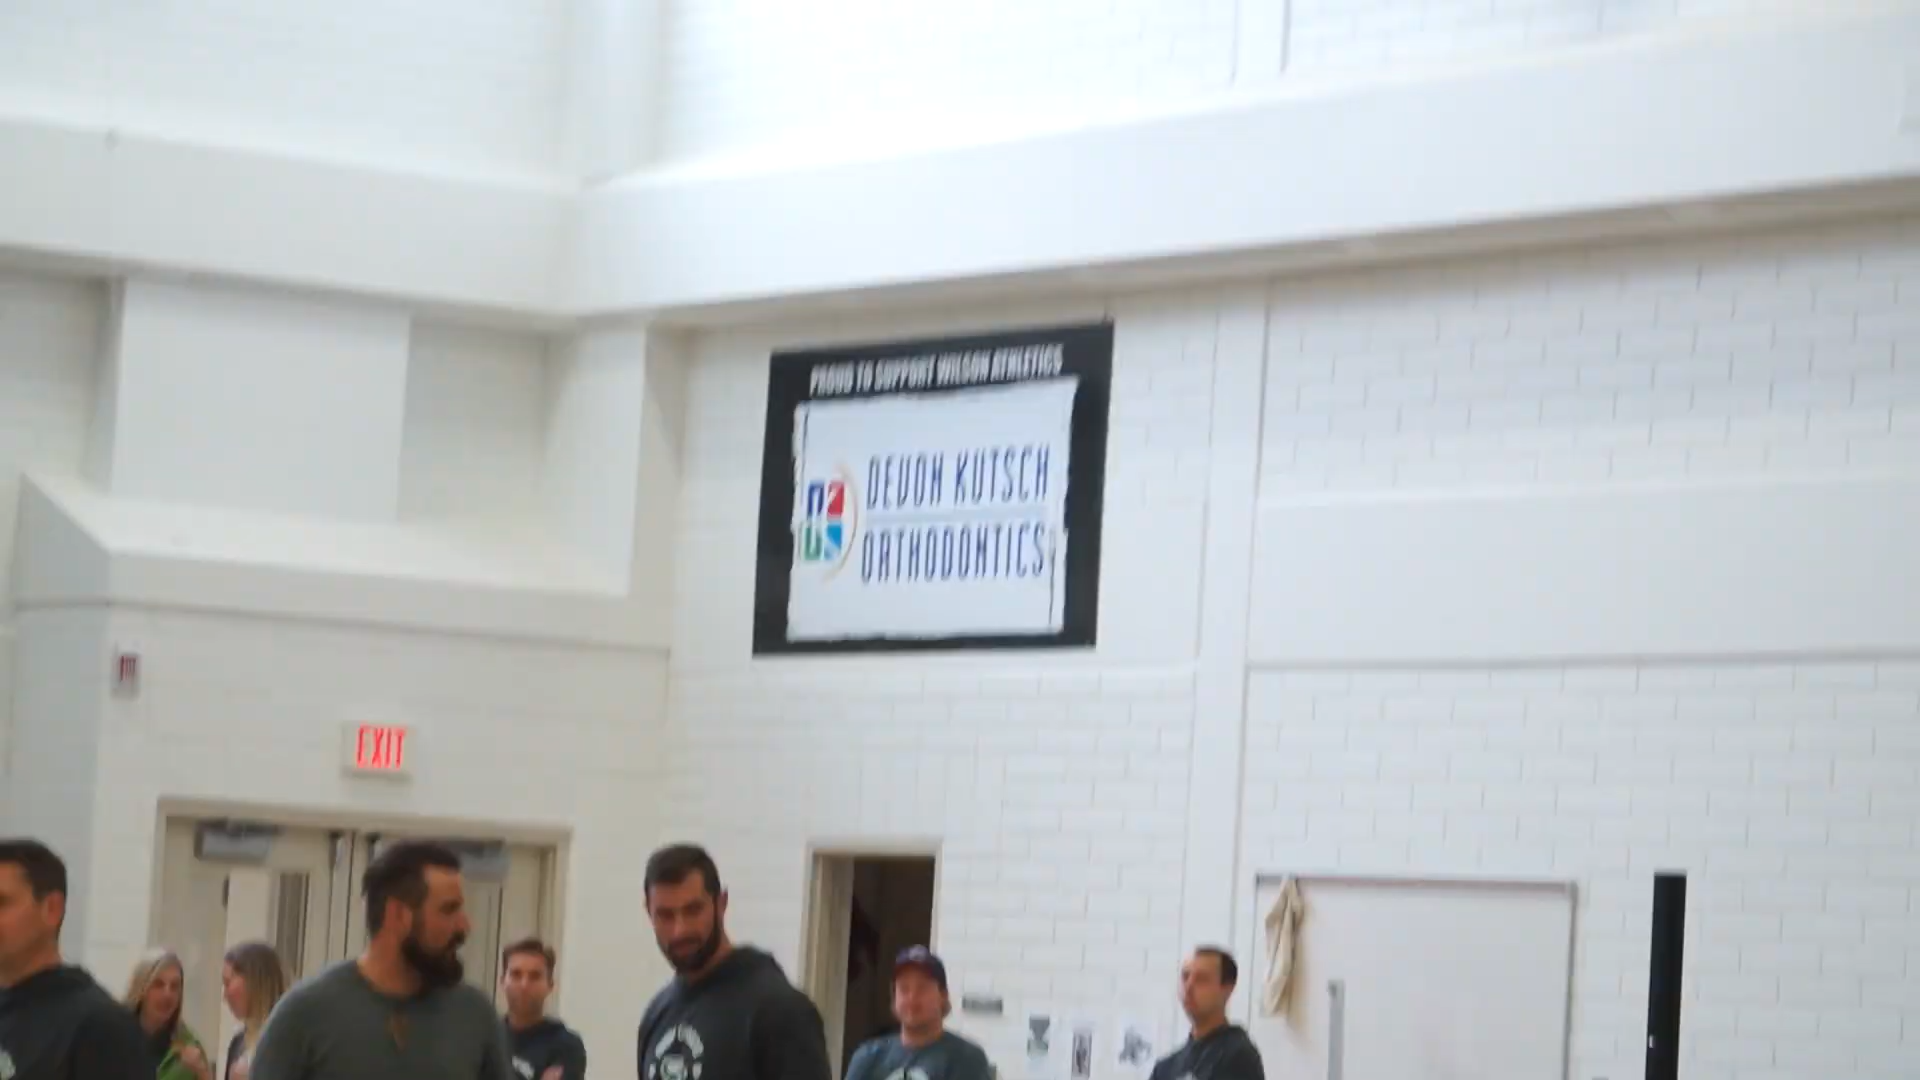 PROUD TO SUPPORT WILSON ATHLETICS
DEVON KUTSCH
ORTHODONTICS
EXIT